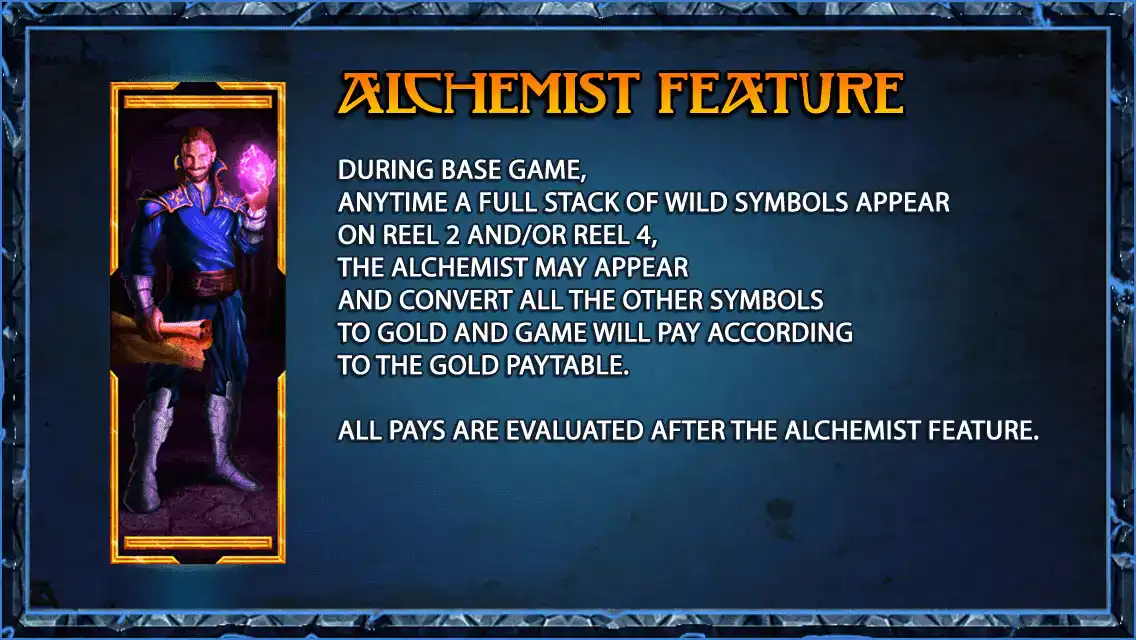 ALCHEMIST FEATURE
DURING BASE GAME,
ANYTIME A FULL STACK OF WILD SYMBOLS APPEAR
ON REEL 2 AND/OR REEL 4,
THE ALCHEMIST MAY APPEAR
AND CONVERT ALL THE OTHER SYMBOLS
TO GOLD AND GAME WILL PAY ACCORDING
TO THE GOLD PAYTABLE.
ALL PAYS ARE EVALUATED AFTER THE ALCHEMIST FEATURE.